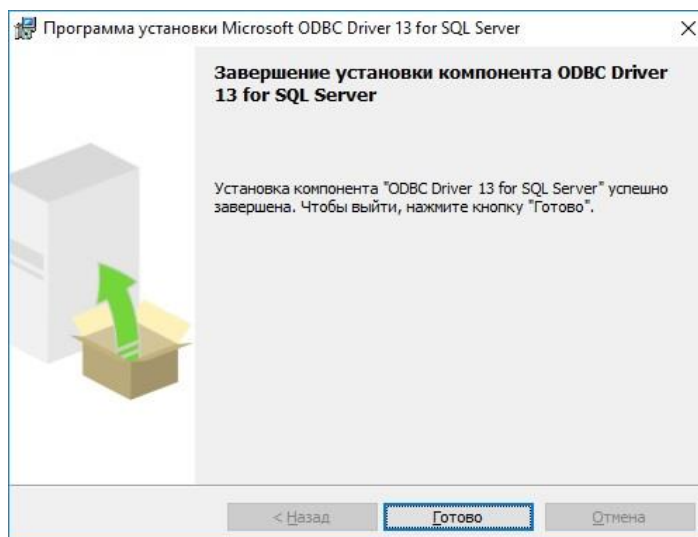 Программа установки Microsoft ODBC Driver 13 for SQL Server
Завершение установки компонента ODBC Driver
13 for SQL Server
Установка компонента "ODBC Driver 13 for SQL Server" успешно
завершена. Чтобы выйти, нажмите кнопку "Готово".
< Назад
Готово
Отмена